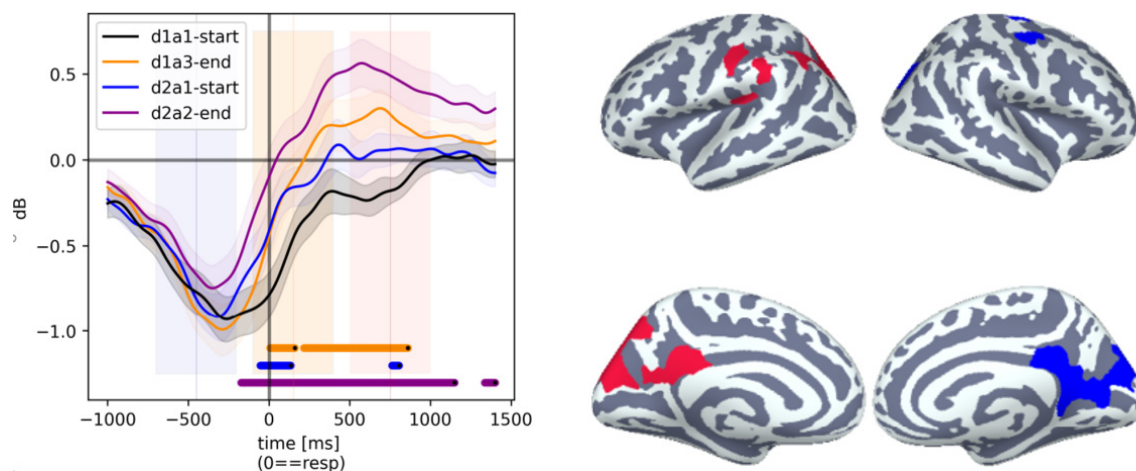 d1a1-start
d1a3-end
d2a1-start
d2a2-end
0.5
0.0
−0.5
−1.0
dB
−1000 −500 0 500 1000 1500
time [ms]
(0==resp)